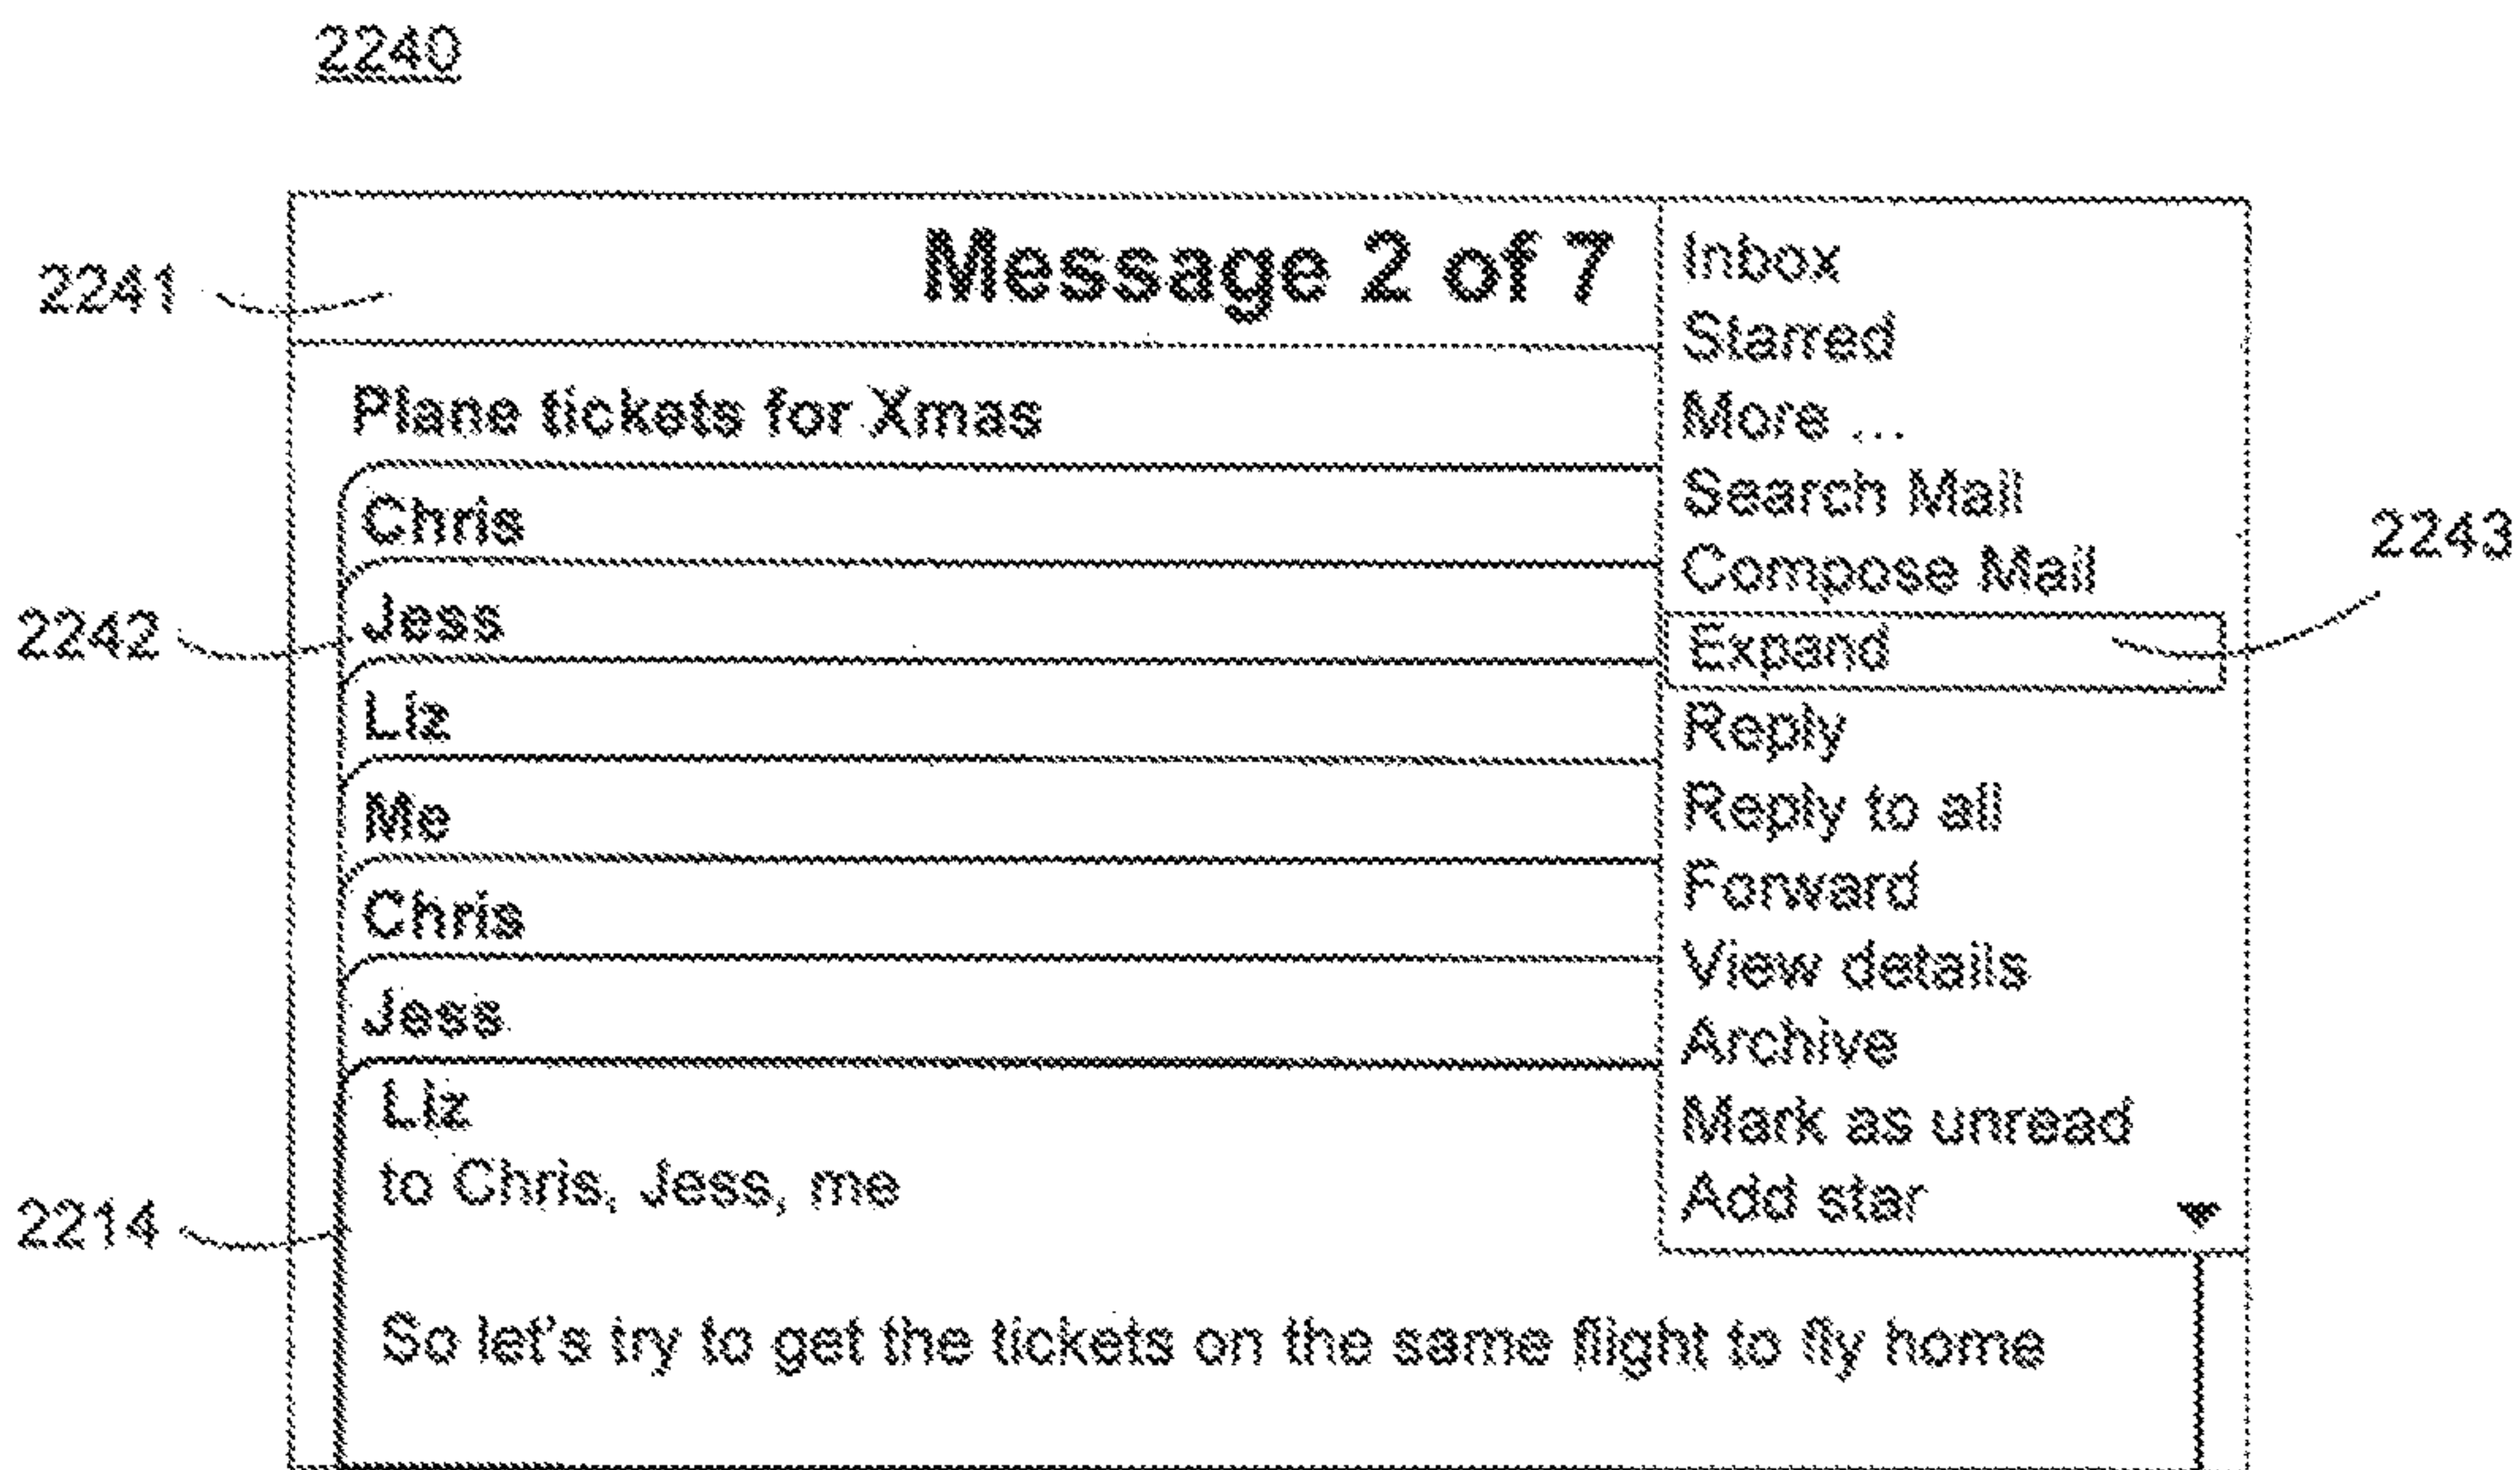 2240
2241
Message 2 of 7
Plane tickets for Xmas
Chris
2242
Jess
Liz
Me
Chris
Jess
Liz
to Chris, Jess, me
2214
So let's try to get the tickets on the same flight to fly home
Inbox
Starred
More ...
Search Mail
Compose Mail
2243
Expand
Reply
Reply to all
Forward
View details
Archive
Mark as unread
Add star